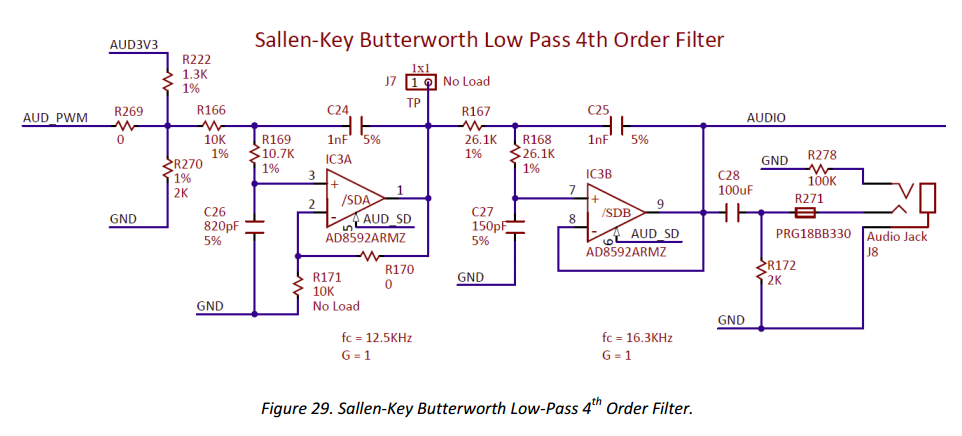 Sallen-Key Butterworth Low Pass 4th Order Filter
AUD3V3
R222
1.3K
1%
1x1
J7
1
No Load
TP
AUD_PWM
R269
0
R166
10K
1%
C24
1nF
5%
R167
26.1K
1%
C25
1nF
5%
AUDIO
R169
10.7K
1%
R168
26.1K
1%
R270
1%
2K
IC3A
3
+
2
-
/SDA
1
5
AUD_SD
AD8592ARMZ
IC3B
7
+
8
-
/SDB
9
6
AUD_SD
AD8592ARMZ
GND
R278
100K
C28
100uF
R271
PRG18BB330
Audio Jack
J8
GND
C26
820pF
5%
C27
150pF
5%
R171
10K
No Load
R170
0
R172
2K
GND
GND
GND
fc = 12.5KHz
G = 1
fc = 16.3KHz
G = 1
Figure 29. Sallen-Key Butterworth Low-Pass 4th Order Filter.